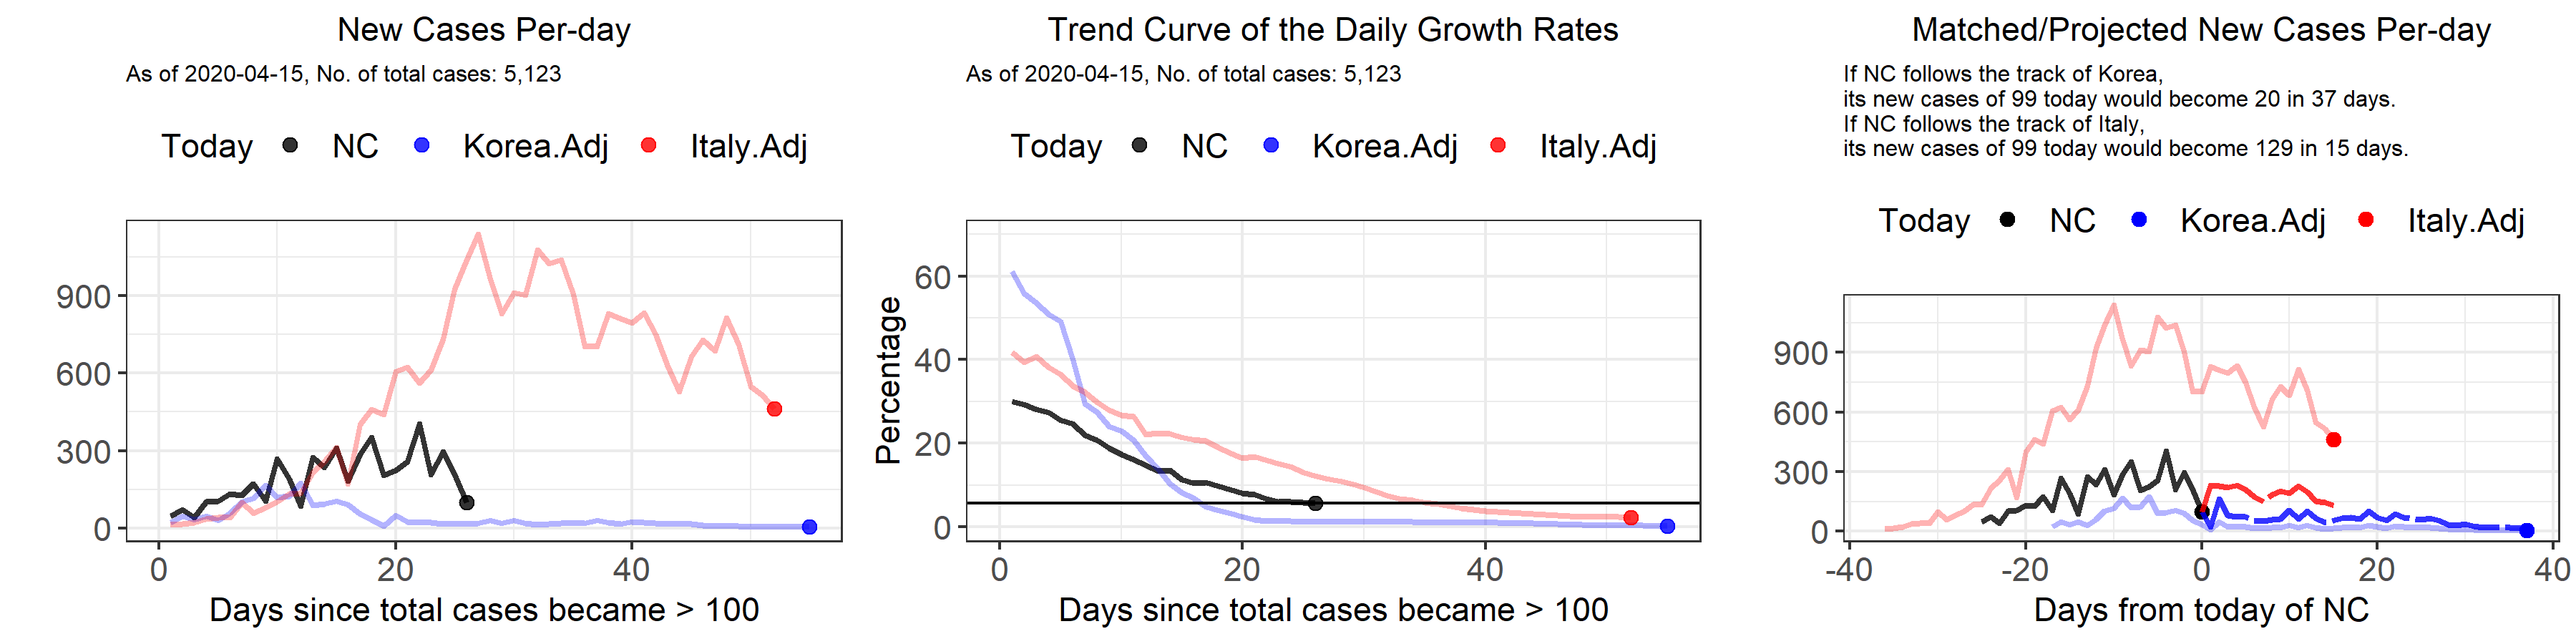 New Cases Per-day
As of 2020-04-15, No. of total cases: 5,123
Today NC Korea.Adj Italy.Adj
900
600
300
0
0 20 40
Days since total cases became > 100
Trend Curve of the Daily Growth Rates
As of 2020-04-15, No. of total cases: 5,123
Today NC Korea.Adj Italy.Adj
Percentage
60
40
20
0
0 20 40
Days since total cases became > 100
Matched/Projected New Cases Per-day
If NC follows the track of Korea,
its new cases of 99 today would become 20 in 37 days.
If NC follows the track of Italy,
its new cases of 99 today would become 129 in 15 days.
Today NC Korea.Adj Italy.Adj
900
600
300
0
-40 -20 0 20 40
Days from today of NC